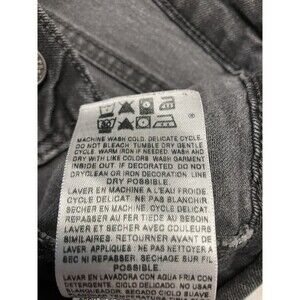 MACHINE WASH COLD. DELICATE CYCLE.
DO NOT BLEACH. TUMBLE DRY GENTLE
CYCLE. WARM IRON IF NEEDED. WASH AND
DRY WITH LIKE COLORS. WASH GARMENT
INSIDE OUT. IF DECORATED. DO NOT
DRYCLEAN OR IRON DECORATION. LINE
DRY POSSIBLE.
LAVER EN MACHINE A L'EAU FROIDE
CYCLE DELICAT. NE PAS BLANCHIR
SECHER EN MACHINE, CYCLE DELICAT
REPASSER AU FER TIEDE AU BESOIN
LAVER ET SECHER AVEC COULEURS
SIMILAIRES. RETOURNER AVANT DE
LAVER. APPLIQUES: NE PAS NETTOYER A
SEC NI REPASSER. SECHAGE SUR FIL
POSSIBLE.
LAVAR EN LAVADORA CON AGUA FRIA CON
DETERGENTE. CICLO DELICADO. NO USAR
BLANQUEADOR. SECADO CICLO SUAVE